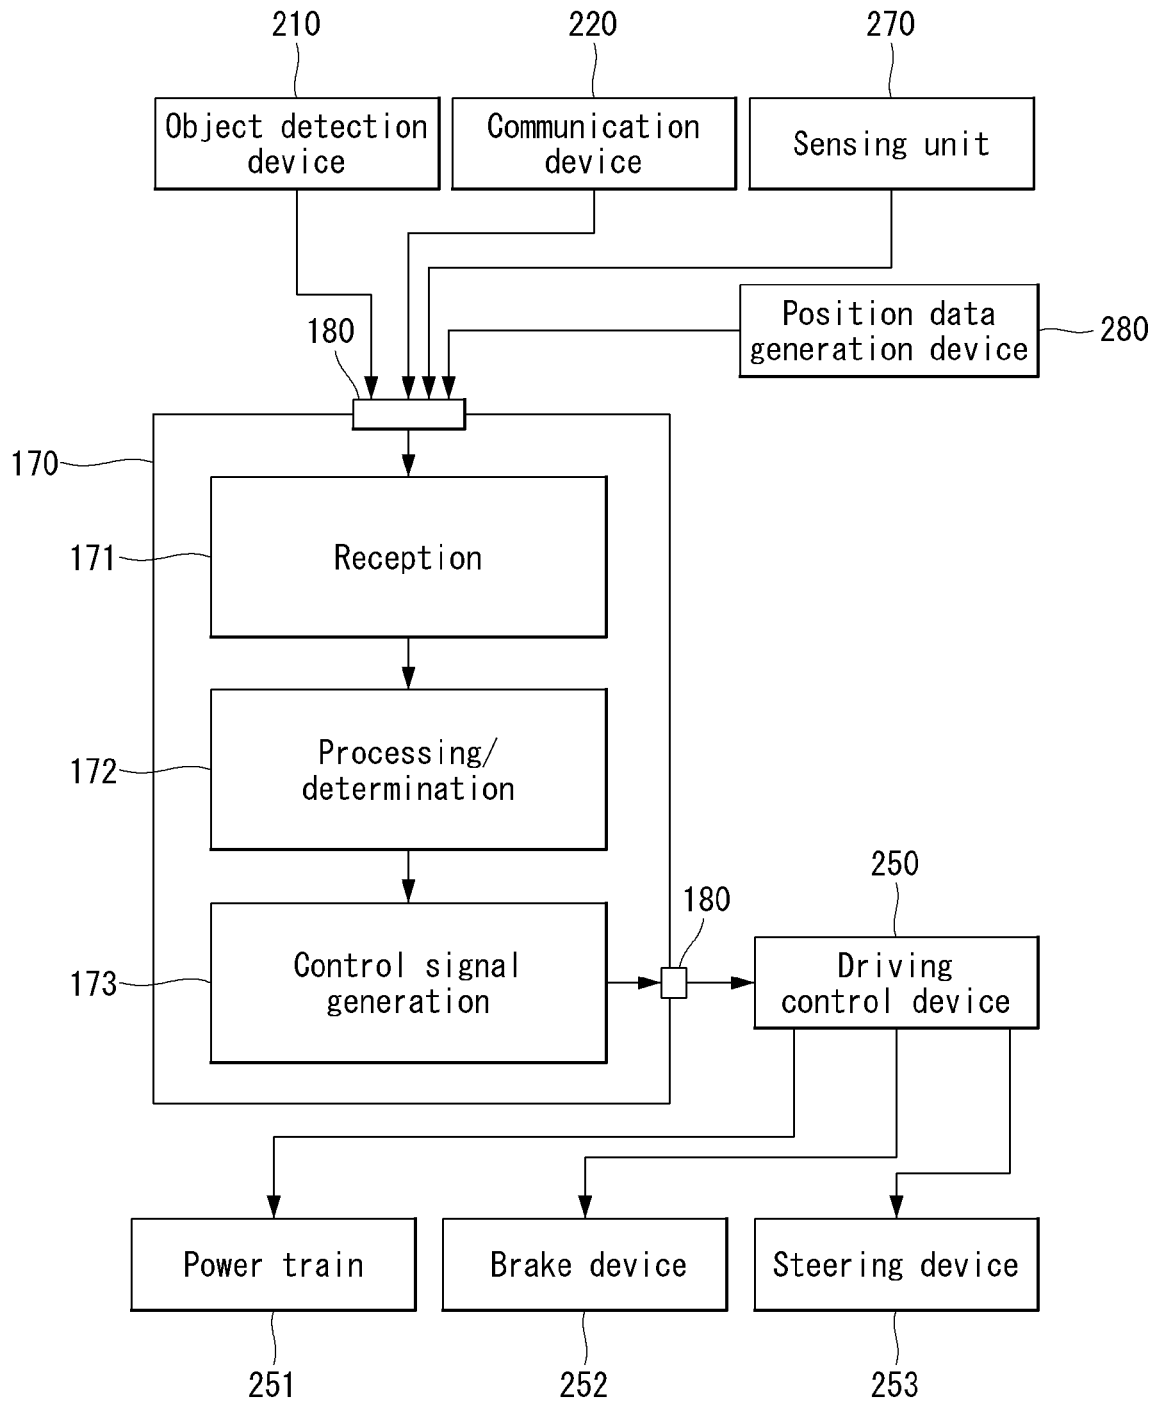 210
220
270
Object detection
device
Communication
device
Sensing unit
Position data
generation device
280
180
170
171
Reception
172
Processing/
determination
250
180
173
Control signal
generation
Driving
control device
Power train
Brake device
Steering device
251
252
253